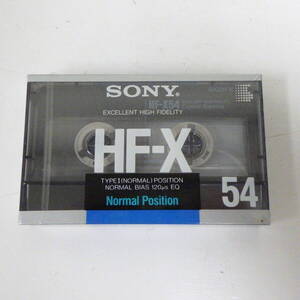 SONY
HF-X54
EXCELLENT HIGH FIDELITY
HF-X
TYPE I (NORMAL) POSITION
NORMAL BIAS 120μs EQ
Normal Position
54